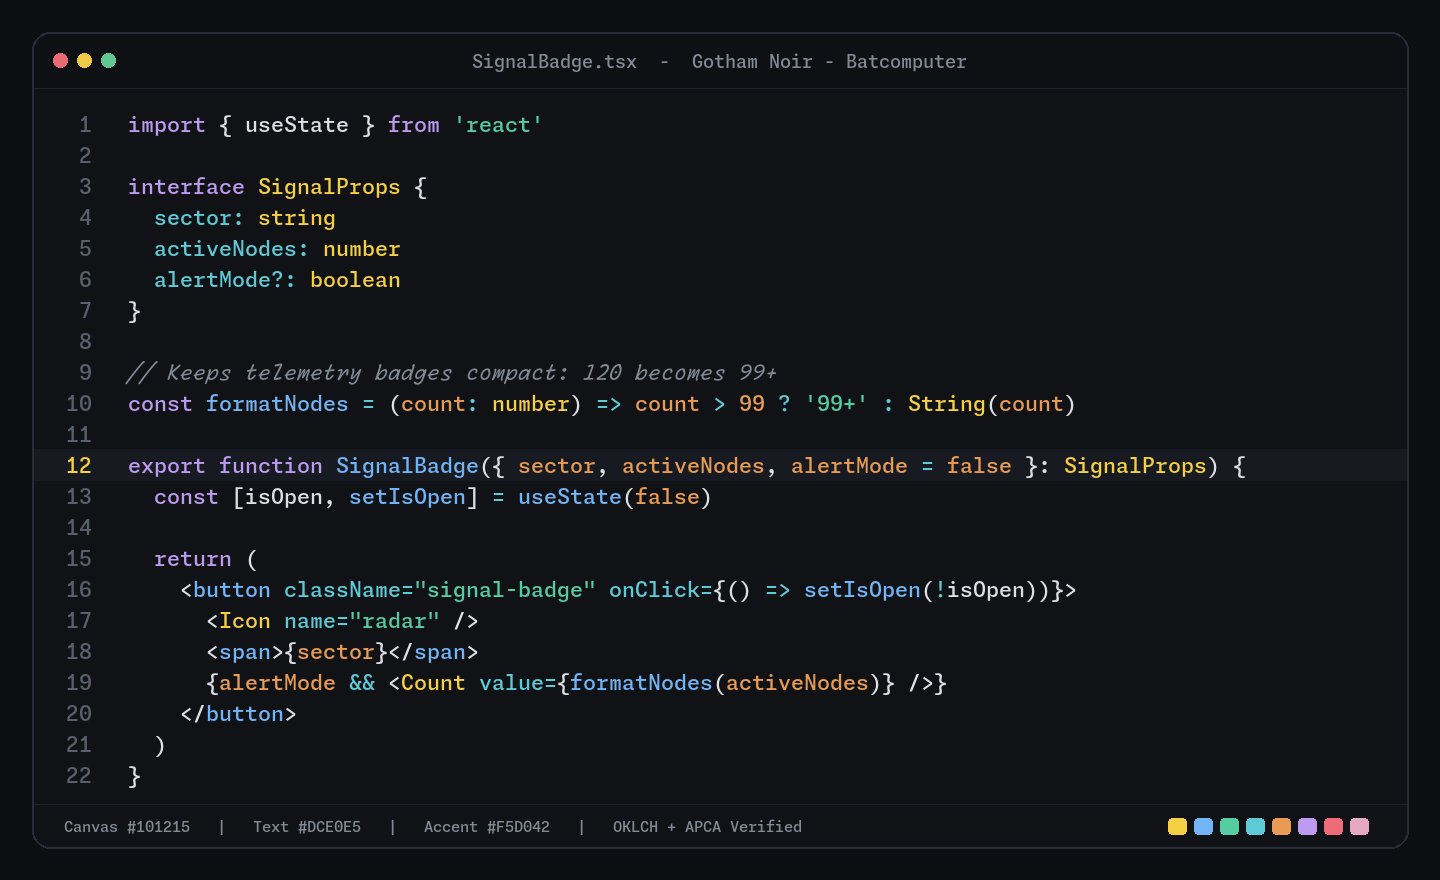 SignalBadge.tsx - Gotham Noir - Batcomputer
1 import { useState } from 'react'
2
3 interface SignalProps {
4 sector: string
5 activeNodes: number
6 alertMode?: boolean
7 }
8
9 // Keeps telemetry badges compact: 120 becomes 99+
10 const formatNodes = (count: number) => count > 99 ? '99+' : String(count)
11
12 export function SignalBadge({ sector, activeNodes, alertMode = false }: SignalProps) {
13 const [isOpen, setIsOpen] = useState(false)
14
15 return (
16 <button className="signal-badge" onClick={() => setIsOpen(!isOpen))}>
17 <Icon name="radar" />
18 <span>{sector}</span>
19 {alertMode && <Count value={formatNodes(activeNodes)} />}
20 </button>
21 )
22 }
Canvas #101215 | Text #DCE0E5 | Accent #F5D042 | OKLCH + APCA Verified